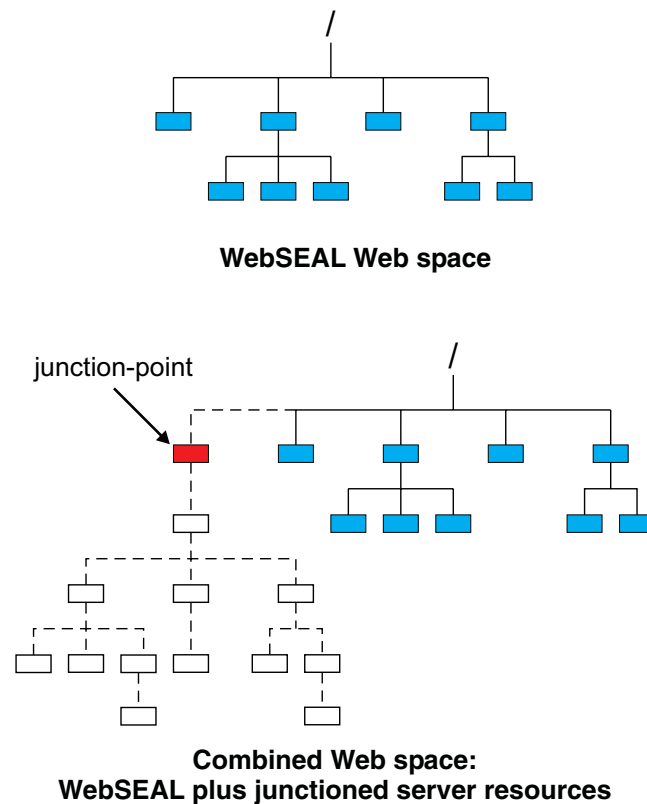 /
WebSEAL Web space
/
junction-point
Combined Web space:
WebSEAL plus junctioned server resources